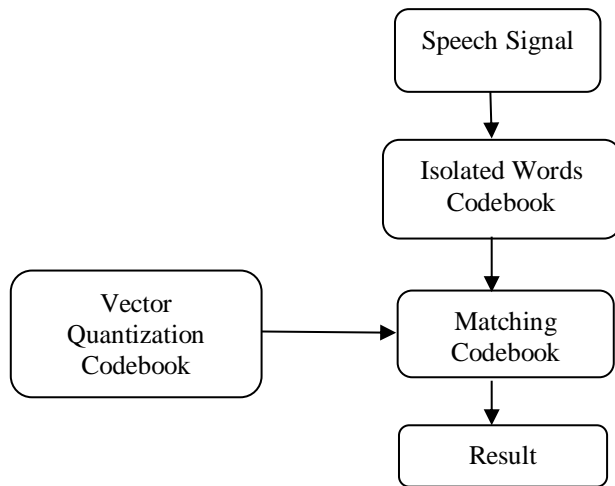 Speech Signal
Isolated Words
Codebook
Vector
Quantization
Codebook
Matching
Codebook
Result